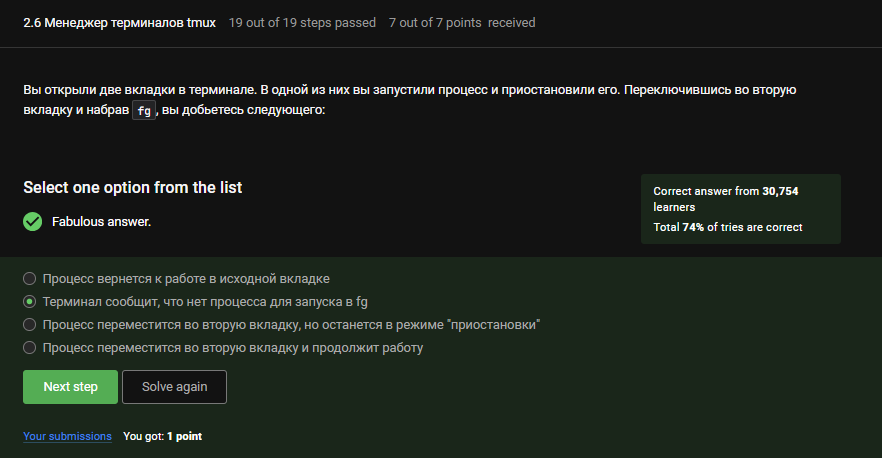 2.6 Менеджер терминалов tmux 19 out of 19 steps passed 7 out of 7 points received
Вы открыли две вкладки в терминале. В одной из них вы запустили процесс и приостановили его. Переключившись во вторую
вкладку и набрав fg, вы добьетесь следующего:
Select one option from the list
Fabulous answer.
Correct answer from 30,754
learners
Total 74% of tries are correct
Процесс вернется к работе в исходной вкладке
Терминал сообщит, что нет процесса для запуска в fg
Процесс переместится во вторую вкладку, но останется в режиме "приостановки"
Процесс переместится во вторую вкладку и продолжит работу
Next step Solve again
Your submissions You got: 1 point